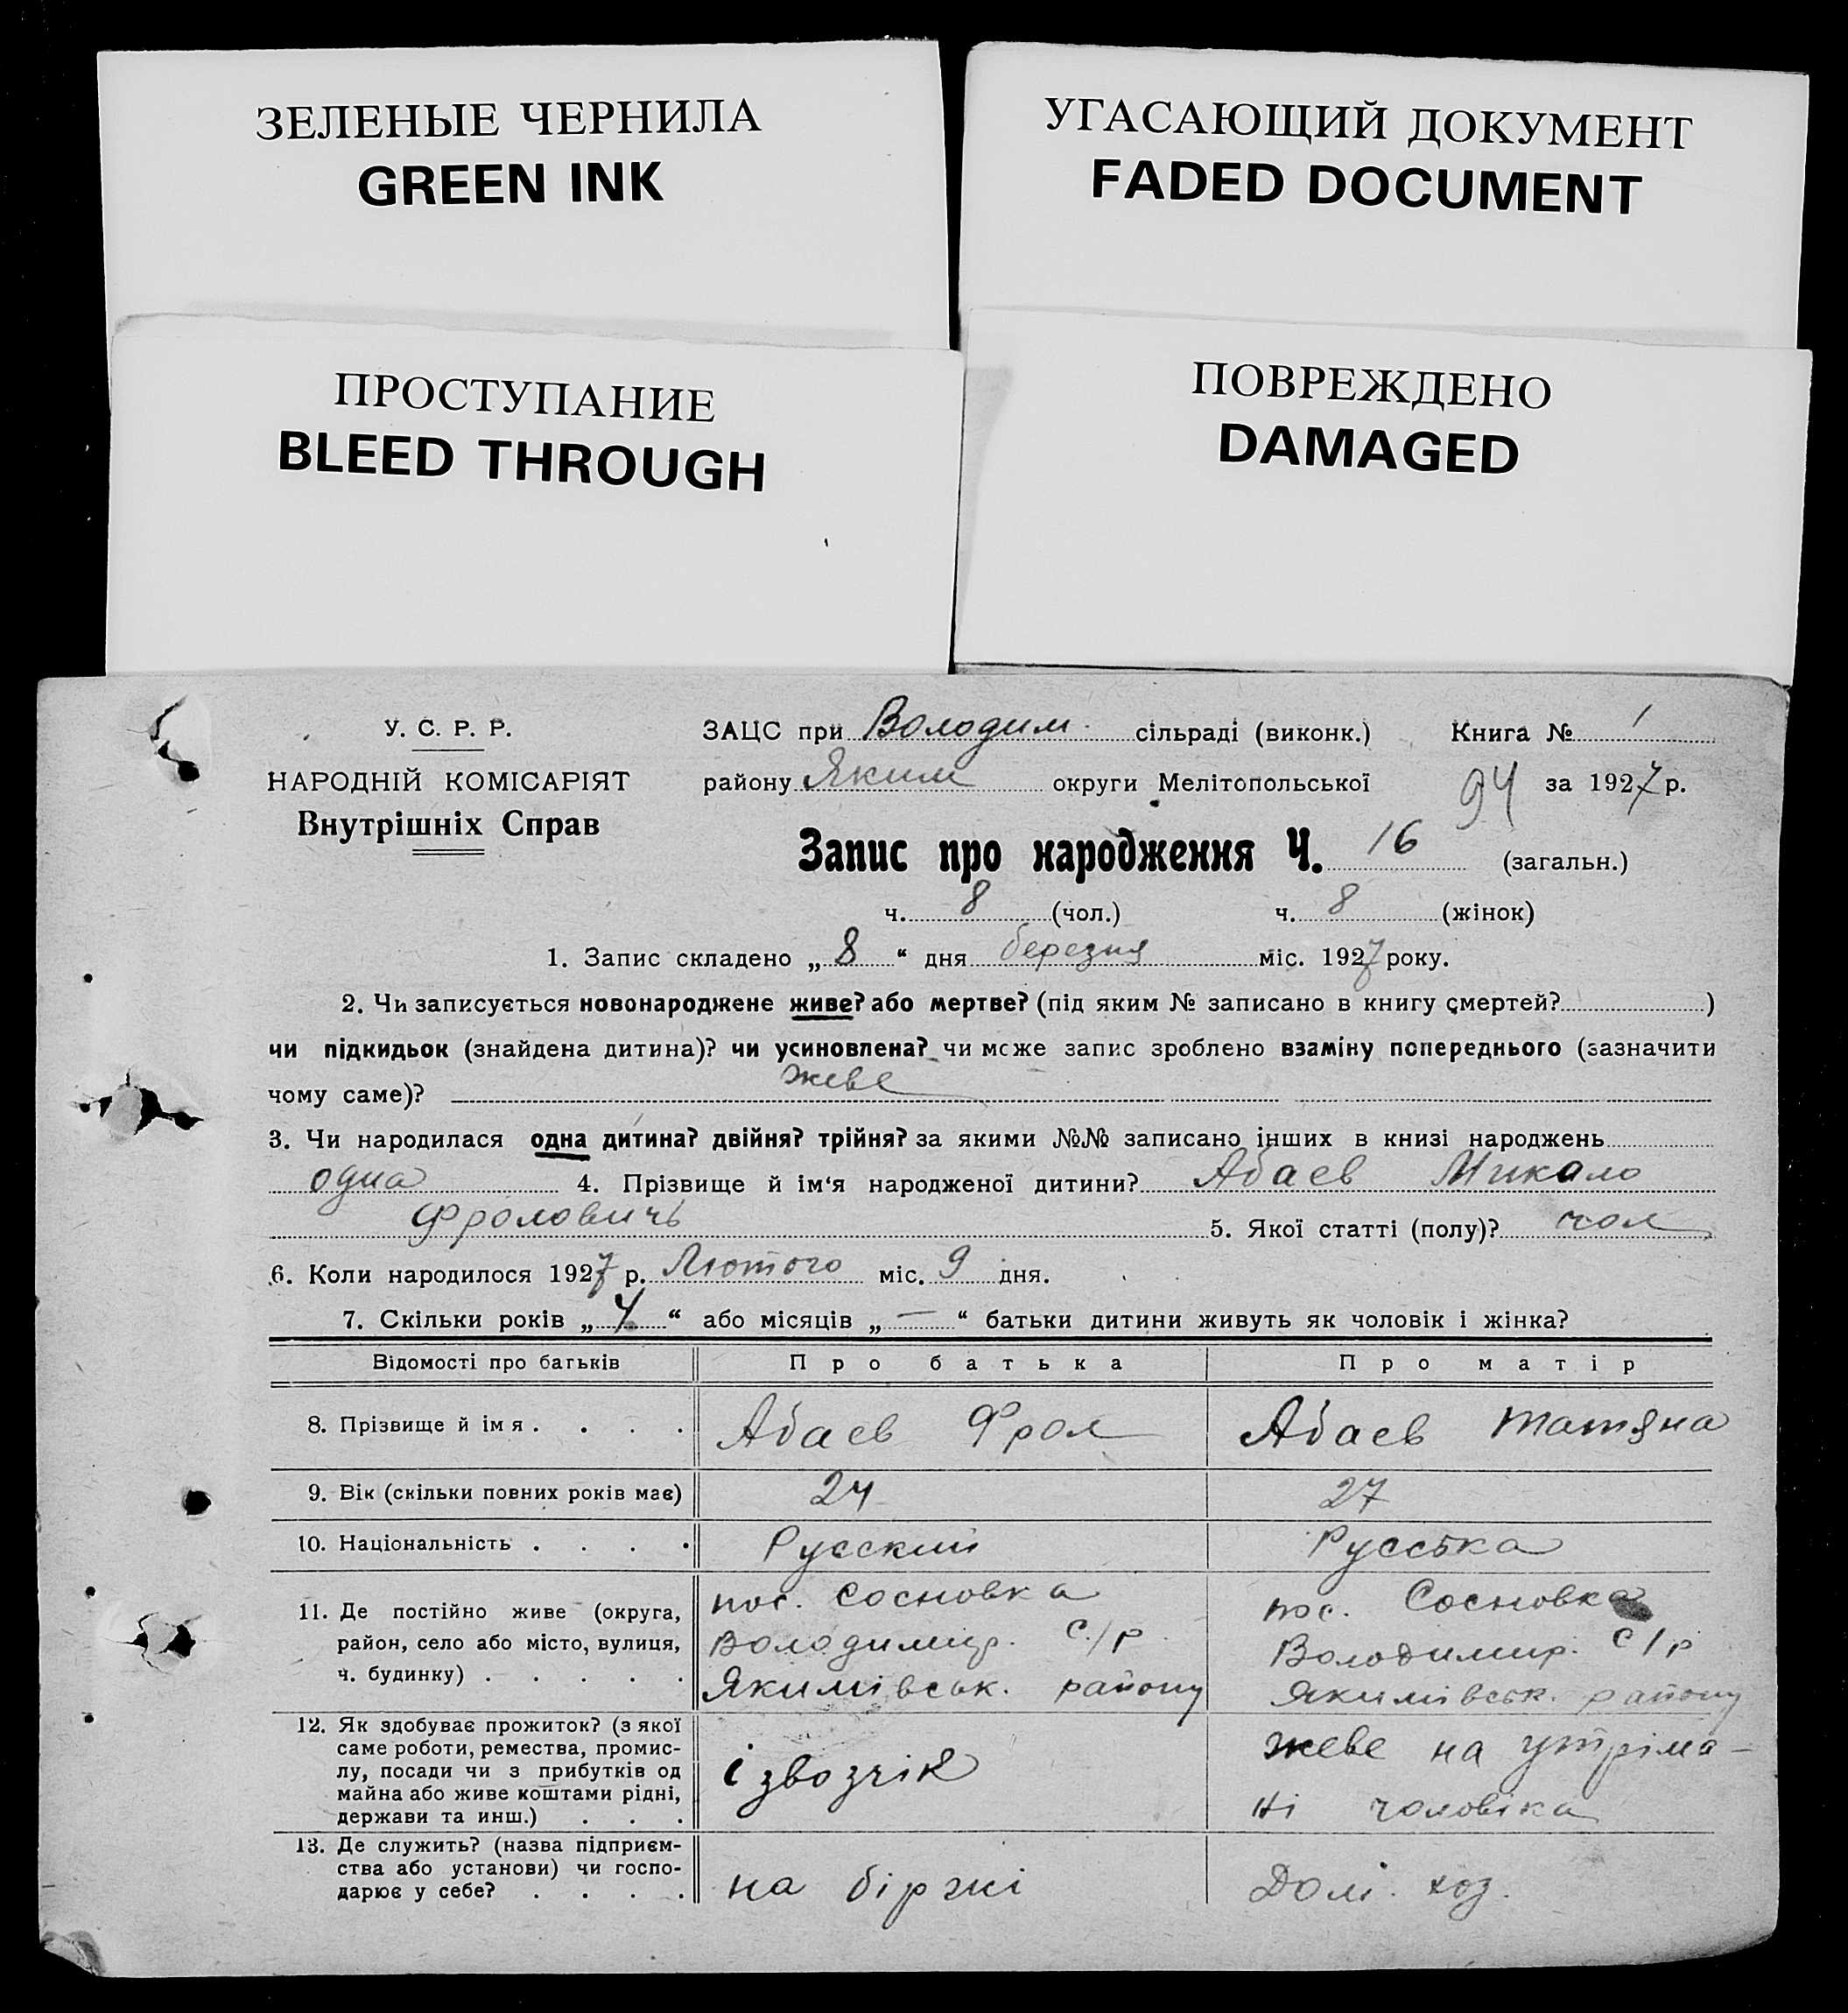 ЗЕЛЕНЫЕ ЧЕРНИЛА
GREEN INK
УГАСАЮЩИЙ ДОКУМЕНТ
FADED DOCUMENT
ПРОСТУПАНИЕ
BLEED THROUGH
ПОВРЕЖДЕНО
DAMAGED
У. С. Р. Р.
НАРОДНІЙ КОМІСАРІЯТ
Внутрішніх Справ
ЗАЦС при Володим. сільраді (виконк.) Книга № 1
району Яким округи Мелітопольської 94 за 1927 р.
Запис про народження Ч. 16 (загальн.)
ч. 8 (чол.) ч. 8 (жінок)
1. Запис складено „ 8 “ дня березня міс. 1927 року.
2. Чи записується новонароджене живе? або мертве? (під яким № записано в книгу смертей? )
чи підкидьок (знайдена дитина)? чи усиновлена? чи може запис зроблено взаміну попереднього (зазначити
чому саме)? жеве
3. Чи народилася одна дитина? двійня? трійня? за якими №№ записано інших в книзі народжень
одна 4. Прізвище й ім‘я народженої дитини? Абаєв Микола
Фроловичь 5. Якої статті (полу)? чол
6. Коли народилося 1927 р. Лютого міс. 9 дня.
7. Скільки років „ 4 “ або місяців „ — “ батьки дитини живуть як чоловік і жінка?
Відомості про батьків Про батька Про матір
8. Прізвище й ім я . . . . Абаєв Фрол Абаєв Татяна
9. Вік (скільки повних років має) 24 27
10. Національність . . . . Русский Русська
11. Де постійно живе (округа,
район, село або місто, вулиця,
ч. будинку) . . . . .
пос. Сосновка
Володимир. С/р
Якимівськ. району
пос. Сосновка
Володимир. С/р
Якимівськ. району
12. Як здобуває прожиток? (з якої
саме роботи, ремества, промис-
лу, посади чи з прибутків од
майна або живе коштами рідні,
держави та инш.) . . .
ізвозчік
жеве на утріма-
ні чоловіка
13. Де служить? (назва підприєм-
ства або установи) чи госпо-
дарює у себе? . . . .
на біржі
Домі. хоз.